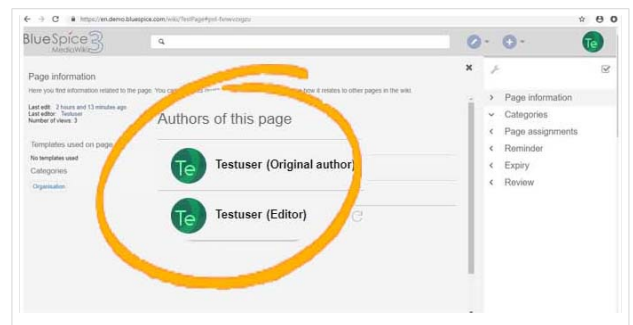 https://en.demo.bluespice.com/wiki/TestPage#
BlueSpice 3
MediaWiki
Te
Page information
Here you find information related to the page. You can
how it relates to other pages in the wiki
Last edit: 2 hours and 13 minutes ago
Last editor: Testuser
Number of views: 3
Templates used on page
No templates used
Categories
Organisation
Authors of this page
Te Testuser (Original author)
Te Testuser (Editor)
Page information
Categories
Page assignments
Reminder
Expiry
Review